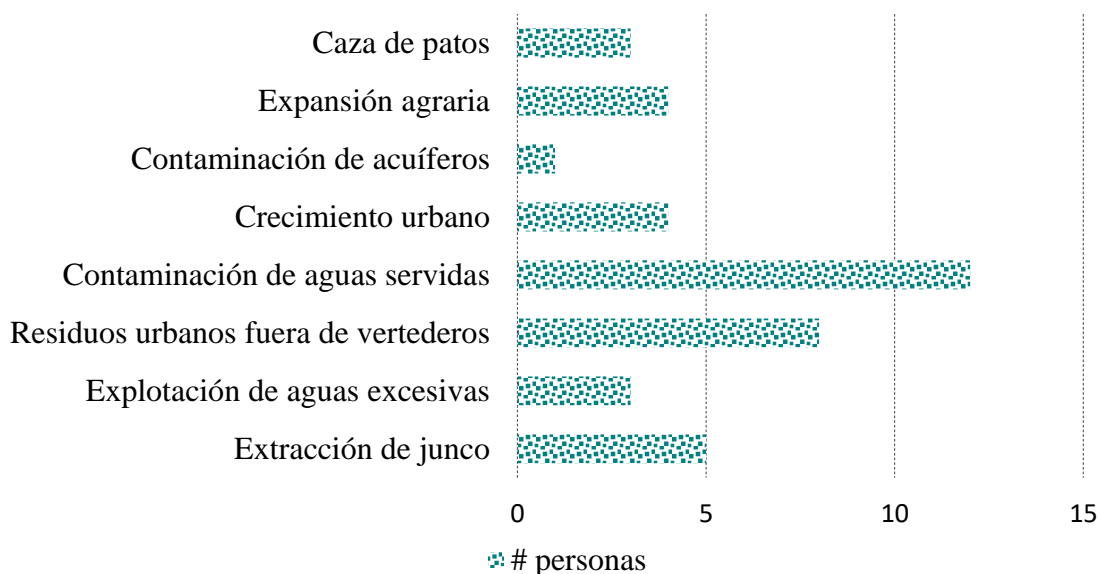 Caza de patos
Expansión agraria
Contaminación de acuíferos
Crecimiento urbano
Contaminación de aguas servidas
Residuos urbanos fuera de vertederos
Explotación de aguas excesivas
Extracción de junco
0 5 10 15
# personas